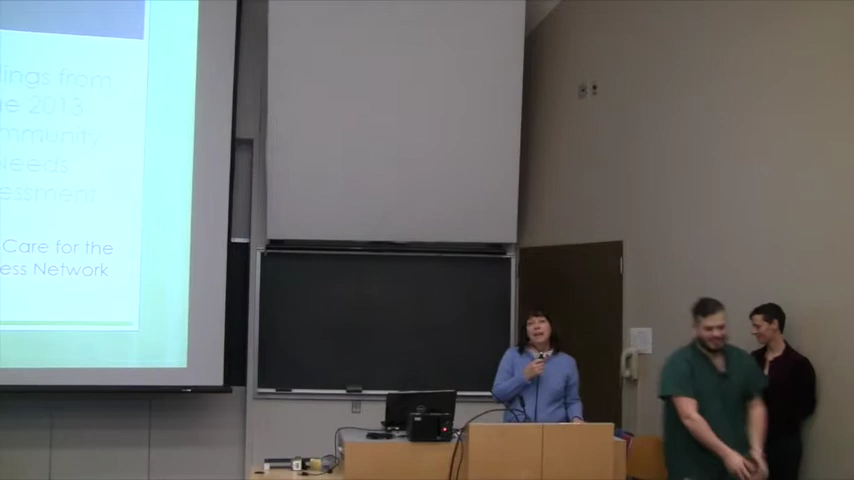 lings from
e 2013
mmunity
Needs
essment
Care for the
ess Network